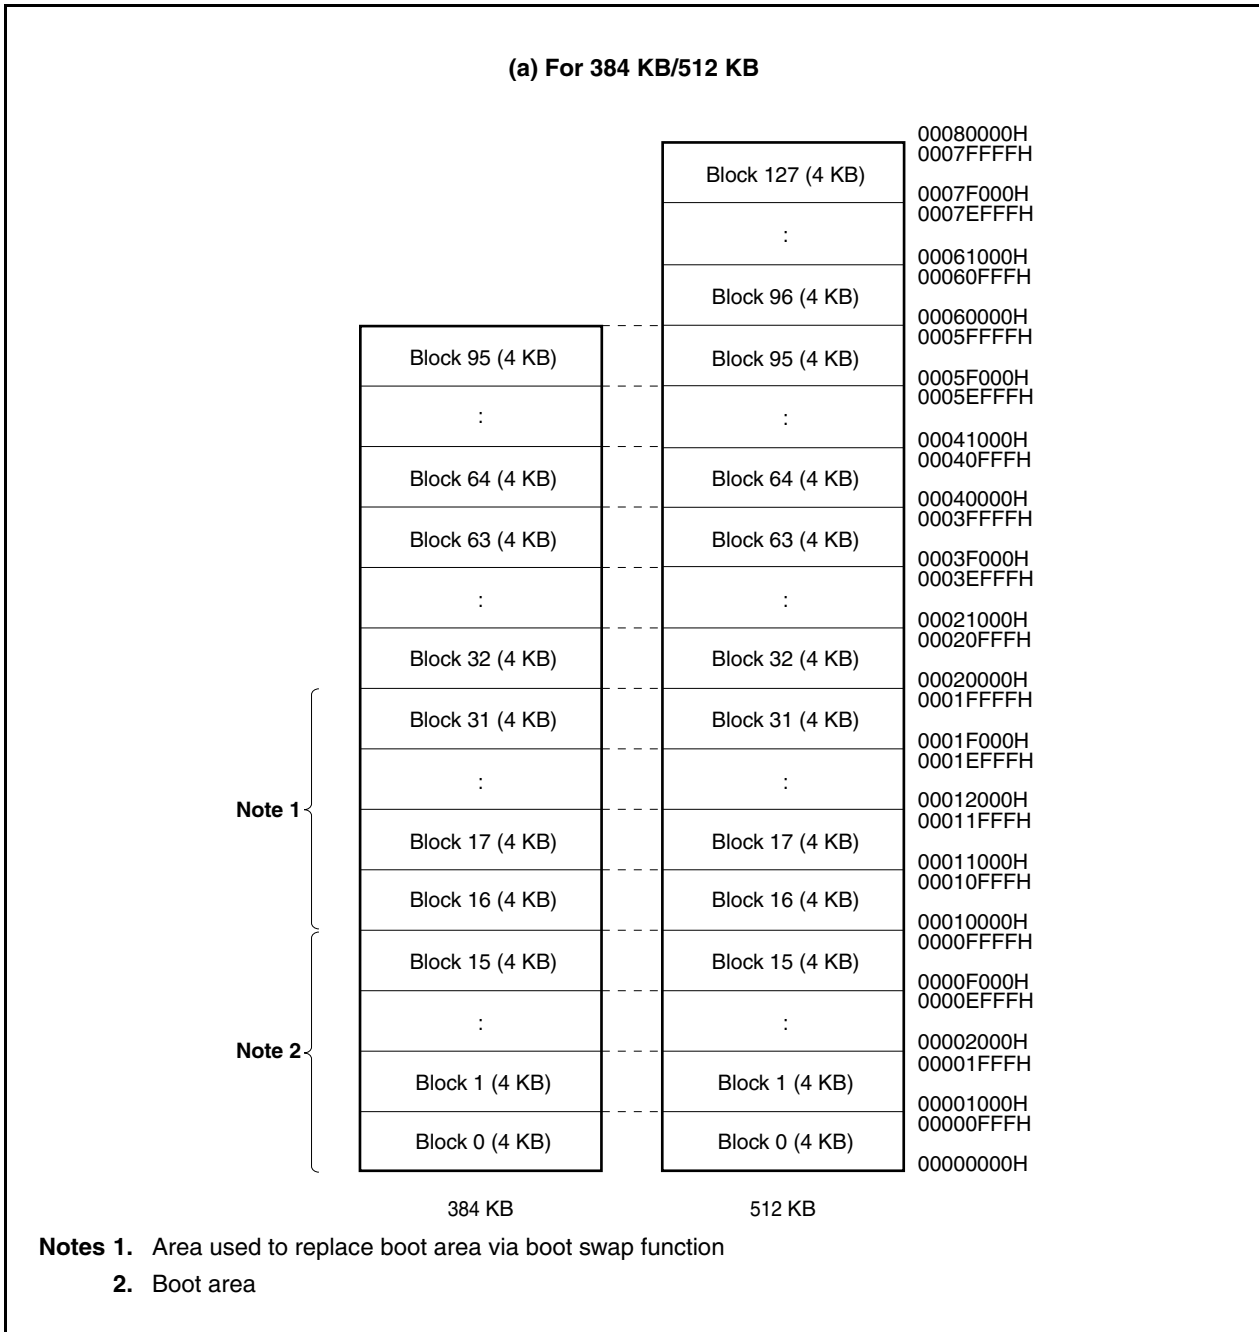 (a) For 384 KB/512 KB
00080000H
0007FFFFH
Block 127 (4 KB)
0007F000H
0007EFFFH
:
00061000H
00060FFFH
Block 96 (4 KB)
00060000H
0005FFFFH
Block 95 (4 KB) Block 95 (4 KB)
0005F000H
0005EFFFH
: :
00041000H
00040FFFH
Block 64 (4 KB) Block 64 (4 KB)
00040000H
0003FFFFH
Block 63 (4 KB) Block 63 (4 KB)
0003F000H
0003EFFFH
: :
00021000H
00020FFFH
Block 32 (4 KB) Block 32 (4 KB)
00020000H
0001FFFFH
Block 31 (4 KB) Block 31 (4 KB)
0001F000H
0001EFFFH
: :
00012000H
Note 1
00011FFFH
Block 17 (4 KB) Block 17 (4 KB)
00011000H
00010FFFH
Block 16 (4 KB) Block 16 (4 KB)
00010000H
0000FFFFH
Block 15 (4 KB) Block 15 (4 KB)
0000F000H
0000EFFFH
: :
00002000H
Note 2
00001FFFH
Block 1 (4 KB) Block 1 (4 KB)
00001000H
00000FFFH
Block 0 (4 KB) Block 0 (4 KB)
00000000H
384 KB 512 KB
Notes 1. Area used to replace boot area via boot swap function
2. Boot area